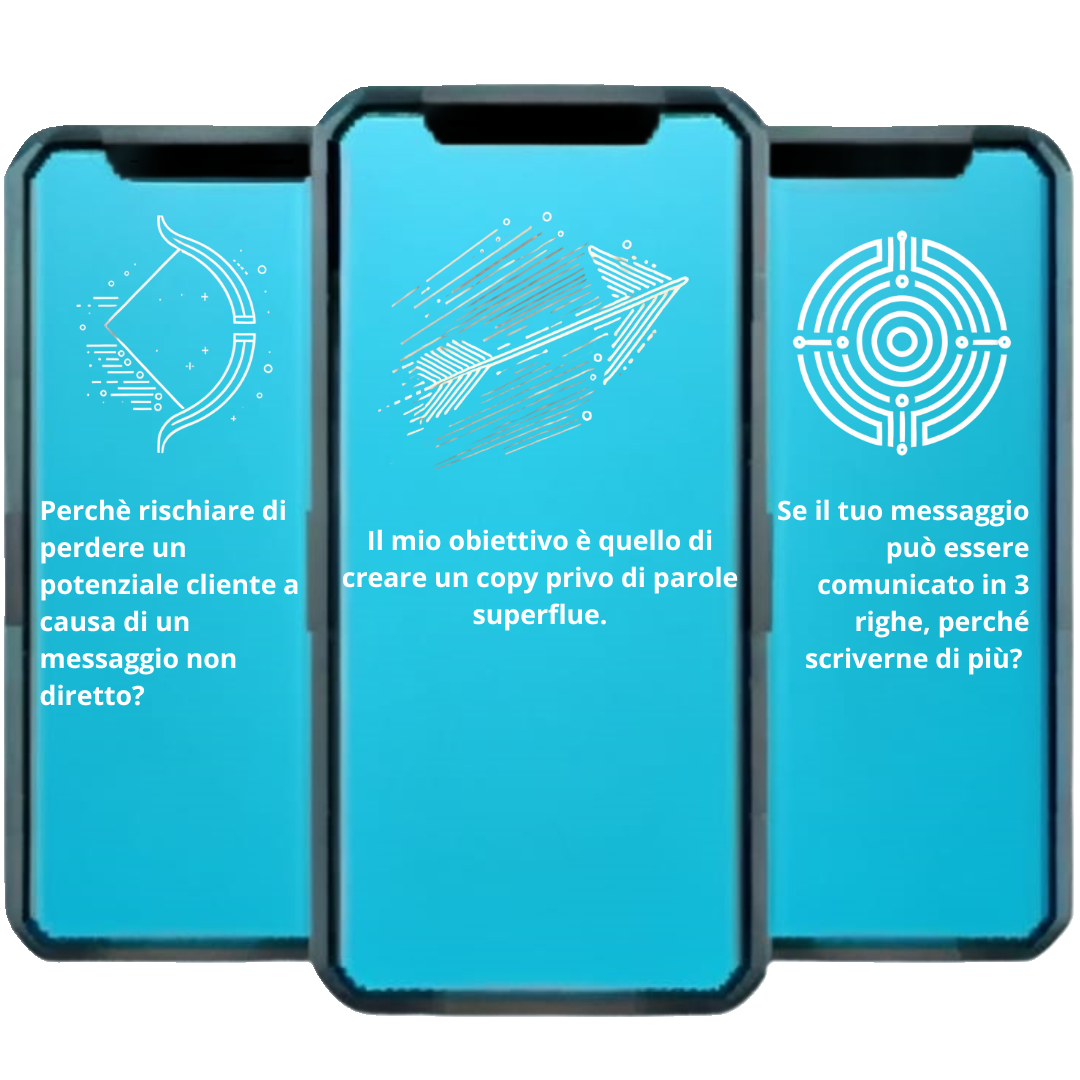 Perchè rischiare di
perdere un
potenziale cliente a
causa di un
messaggio non
diretto?
Il mio obiettivo è quello di
creare un copy privo di parole
superflue.
Se il tuo messaggio
può essere
comunicato in 3
righe, perché
scriverne di più?